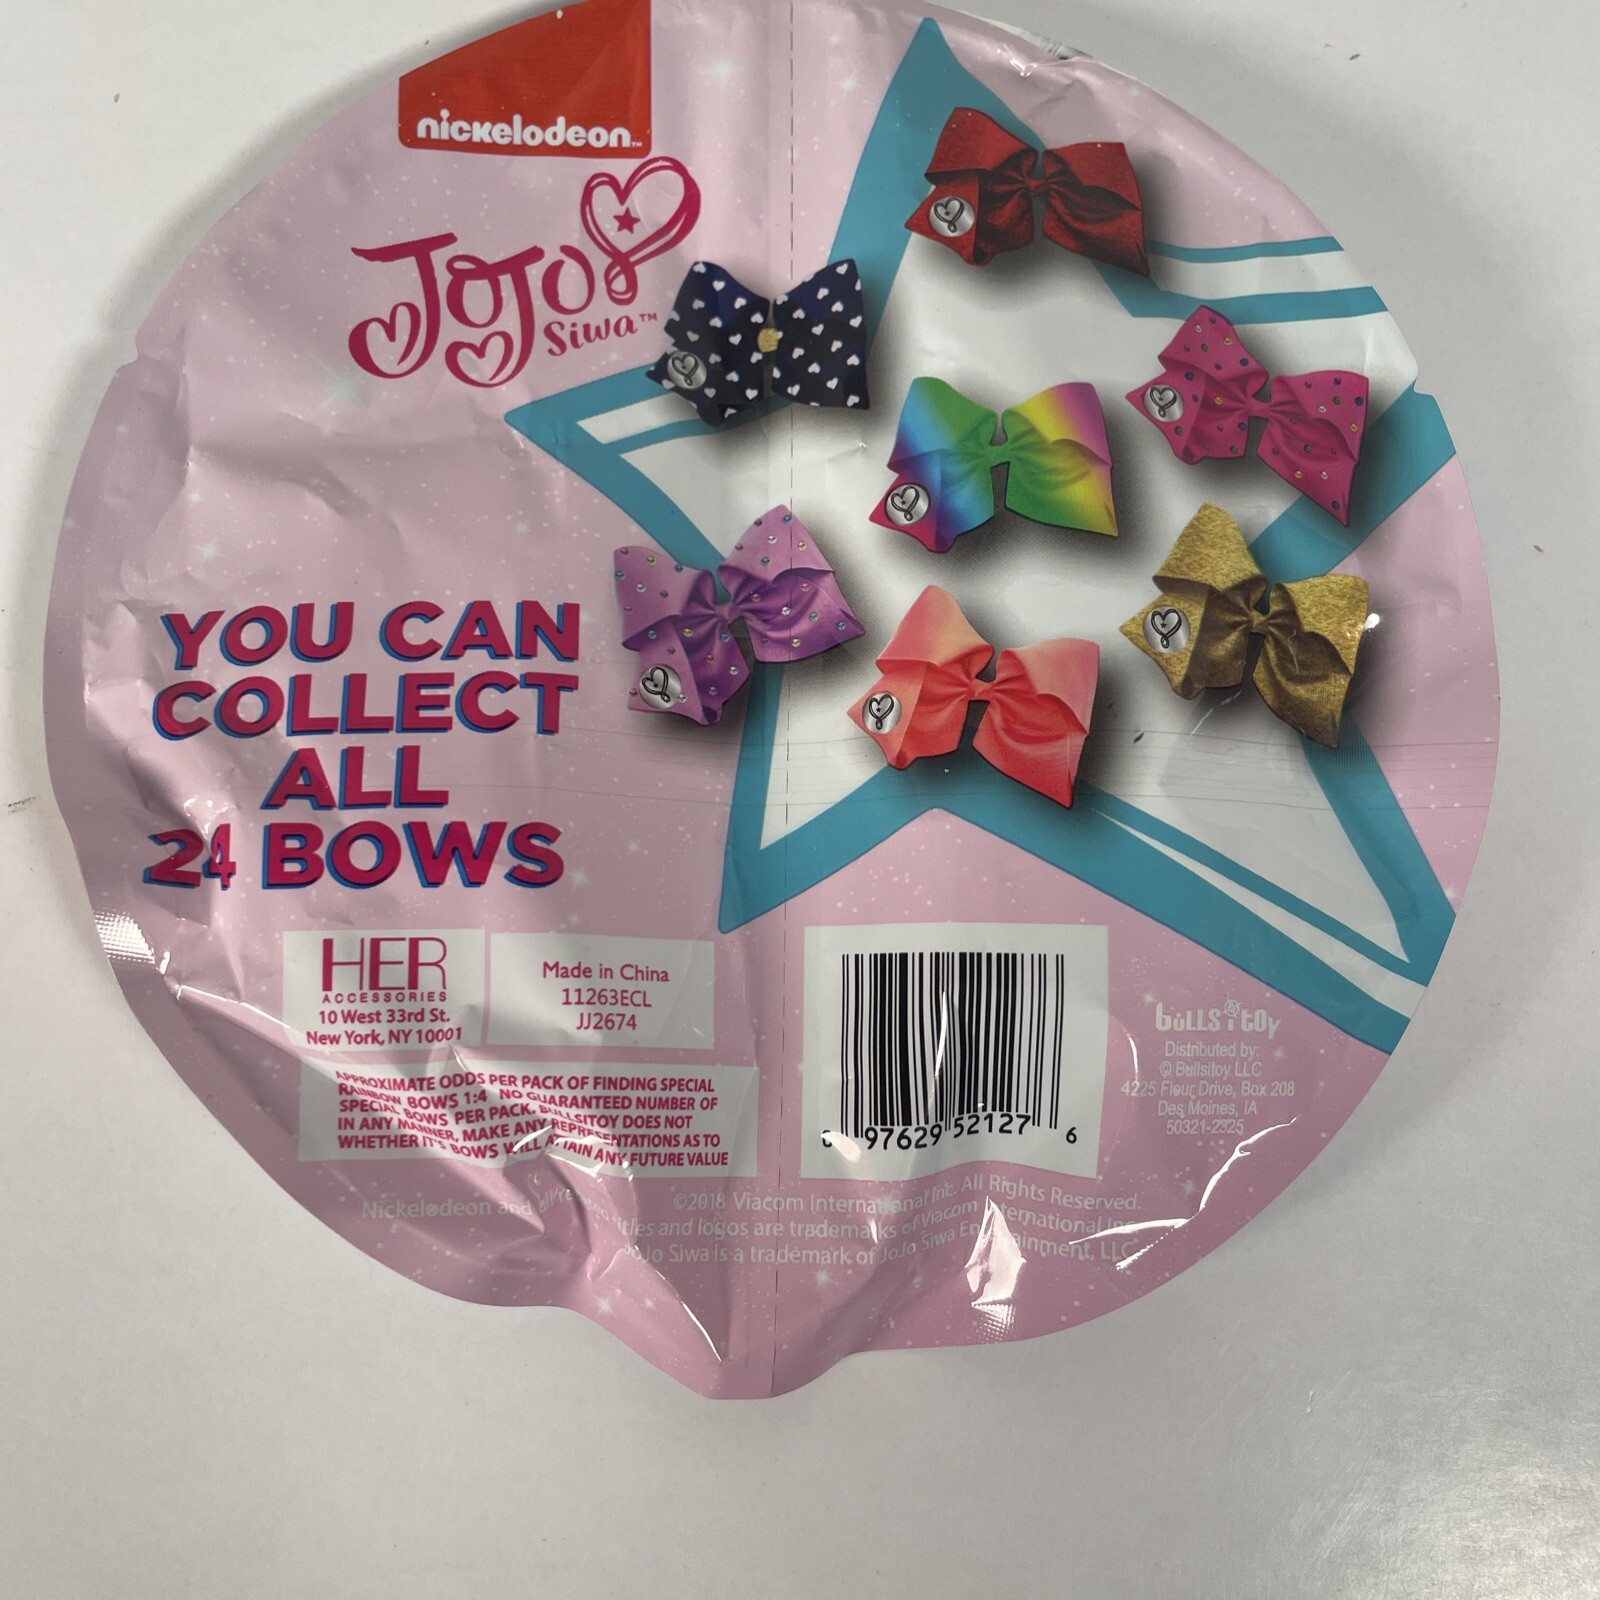 nickelodeon™
JoJo
Siwa™
YOU CAN
COLLECT
ALL
24 BOWS
HER
ACCESSORIES
10 West 33rd St.
New York, NY 10001
Made in China
11263ECL
JJ2674
APPROXIMATE ODDS PER PACK OF FINDING SPECIAL
RAINBOW BOWS 1:4 NO GUARANTEED NUMBER OF
SPECIAL BOWS PER PACK. BULLSITOY DOES NOT
IN ANY MANNER, MAKE ANY REPRESENTATIONS AS TO
WHETHER IT'S BOWS WILL ATTAIN ANY FUTURE VALUE
97629 52127 6
bullsitoy
Distributed by:
© Bullsitoy LLC
4225 Fleur Drive, Box 208
Des Moines, IA
50321-2325
©2018 Viacom International Inc. All Rights Reserved.
Nickelodeon and all related titles and logos are trademarks of Viacom International Inc.
JoJo Siwa is a trademark of JoJo Siwa Entertainment, LLC